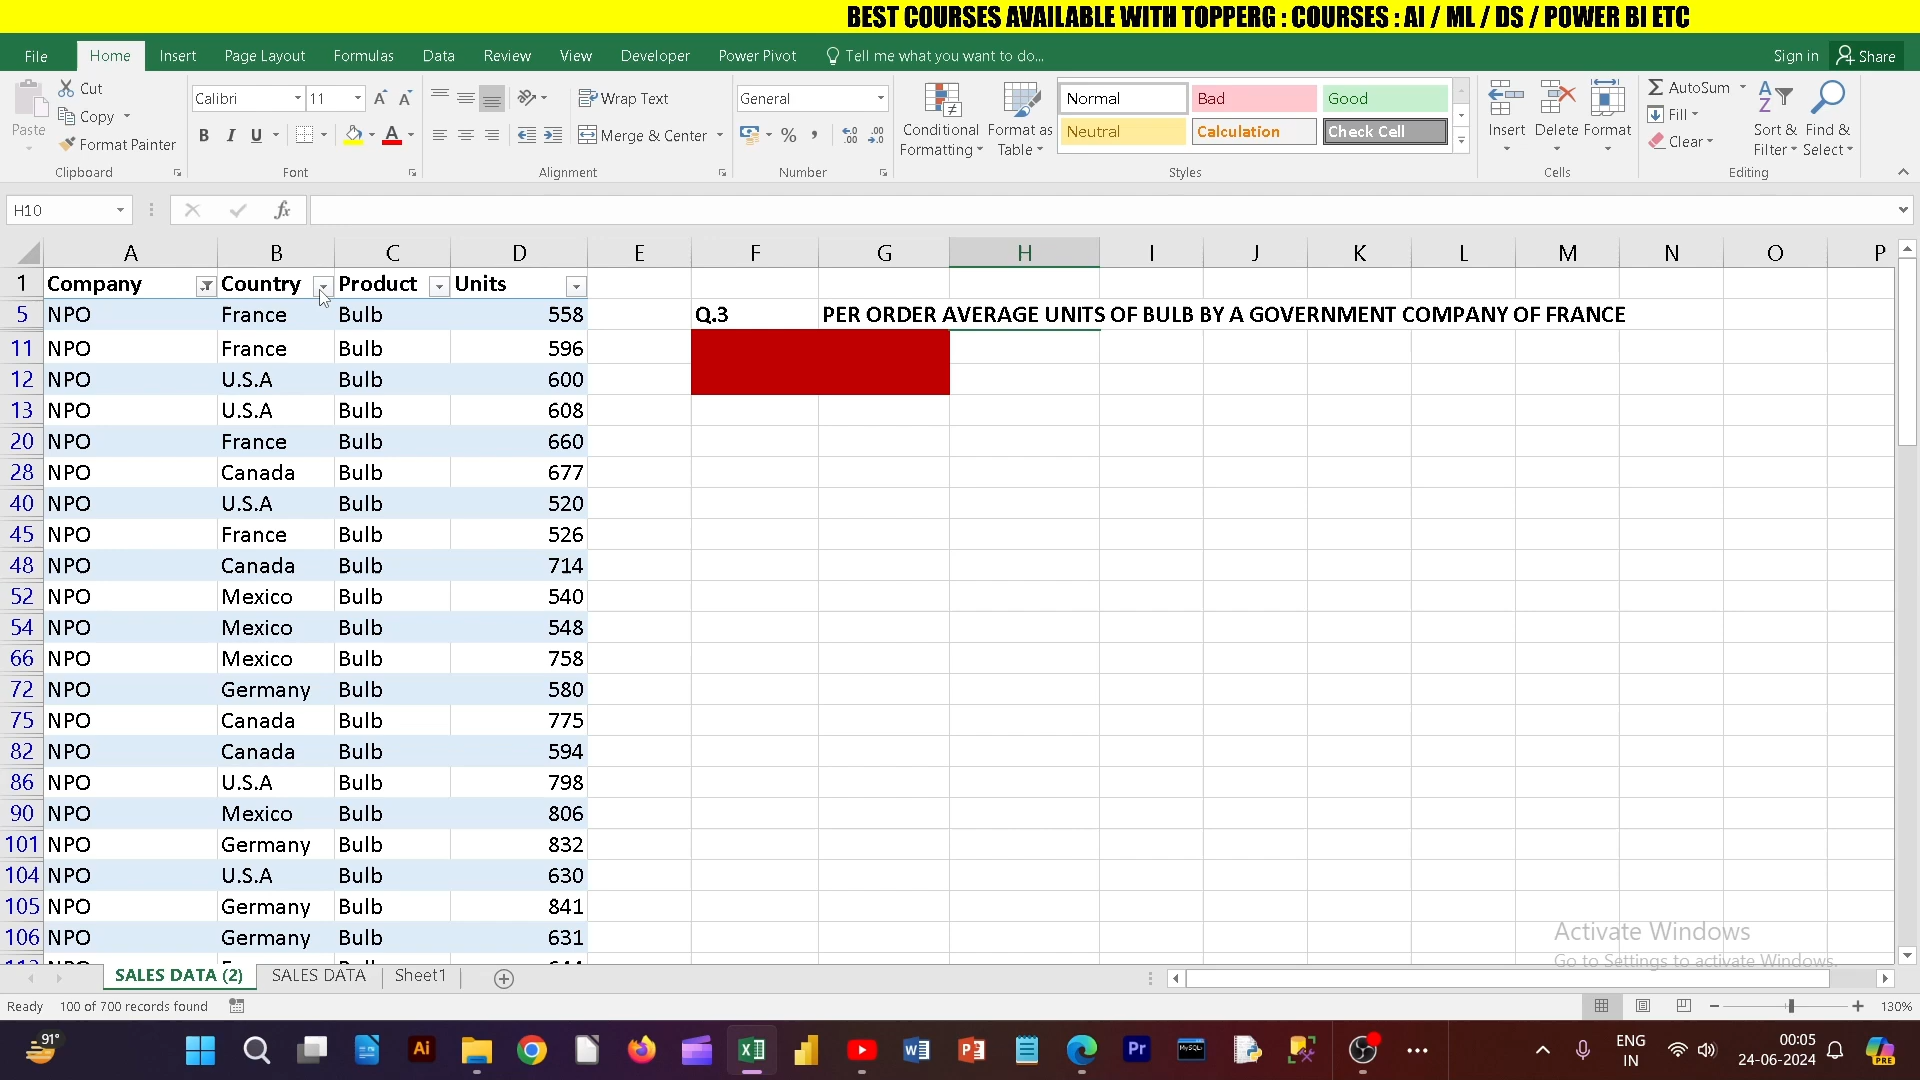 BEST COURSES AVAILABLE WITH TOPPERG : COURSES : AI / ML / DS / POWER BI ETC
File Home Insert Page Layout Formulas Data Review View Developer Power Pivot Tell me what you want to do... Sign in Share
Cut
Copy
Format Painter
Paste
Clipboard
Calibri 11
B I U
Font
Wrap Text
Merge & Center
Alignment
General
% ,
Number
Conditional Formatting
Format as Table
Normal Bad Good
Neutral Calculation Check Cell
Styles
Insert Delete Format
Cells
AutoSum
Fill
Clear
Sort & Filter
Find & Select
Editing
H10 fx
A B C D E F G H I J K L M N O P
1 Company Country Product Units
5 NPO France Bulb 558 Q.3 PER ORDER AVERAGE UNITS OF BULB BY A GOVERNMENT COMPANY OF FRANCE
11 NPO France Bulb 596
12 NPO U.S.A Bulb 600
13 NPO U.S.A Bulb 608
20 NPO France Bulb 660
28 NPO Canada Bulb 677
40 NPO U.S.A Bulb 520
45 NPO France Bulb 526
48 NPO Canada Bulb 714
52 NPO Mexico Bulb 540
54 NPO Mexico Bulb 548
66 NPO Mexico Bulb 758
72 NPO Germany Bulb 580
75 NPO Canada Bulb 775
82 NPO Canada Bulb 594
86 NPO U.S.A Bulb 798
90 NPO Mexico Bulb 806
101 NPO Germany Bulb 832
104 NPO U.S.A Bulb 630
105 NPO Germany Bulb 841
106 NPO Germany Bulb 631
Activate Windows
Go to Settings to activate Windows.
SALES DATA (2) SALES DATA Sheet1
Ready 100 of 700 records found 130%
91° ENG IN 00:05 24-06-2024